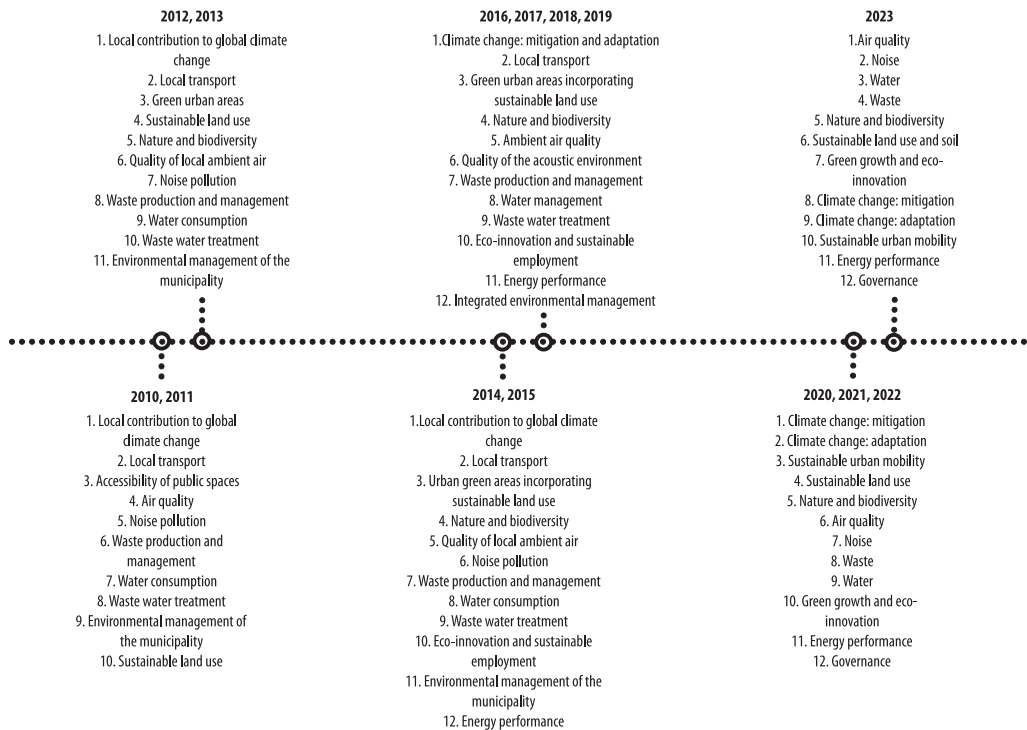 2012, 2013
1. Local contribution to global climate
change
2. Local transport
3. Green urban areas
4. Sustainable land use
5. Nature and biodiversity
6. Quality of local ambient air
7. Noise pollution
8. Waste production and management
9. Water consumption
10. Waste water treatment
11. Environmental management of the
municipality
2016, 2017, 2018, 2019
1.Climate change: mitigation and adaptation
2. Local transport
3. Green urban areas incorporating
sustainable land use
4. Nature and biodiversity
5. Ambient air quality
6. Quality of the acoustic environment
7. Waste production and management
8. Water management
9. Waste water treatment
10. Eco-innovation and sustainable
employment
11. Energy performance
12. Integrated environmental management
2023
1.Air quality
2. Noise
3. Water
4. Waste
5. Nature and biodiversity
6. Sustainable land use and soil
7. Green growth and eco-
innovation
8. Climate change: mitigation
9. Climate change: adaptation
10. Sustainable urban mobility
11. Energy performance
12. Governance
2010, 2011
1. Local contribution to global
climate change
2. Local transport
3. Accessibility of public spaces
4. Air quality
5. Noise pollution
6. Waste production and
management
7. Water consumption
8. Waste water treatment
9. Environmental management of
the municipality
10. Sustainable land use
2014, 2015
1.Local contribution to global climate
change
2. Local transport
3. Urban green areas incorporating
sustainable land use
4. Nature and biodiversity
5. Quality of local ambient air
6. Noise pollution
7. Waste production and management
8. Water consumption
9. Waste water treatment
10. Eco-innovation and sustainable
employment
11. Environmental management of the
municipality
12. Energy performance
2020, 2021, 2022
1. Climate change: mitigation
2. Climate change: adaptation
3. Sustainable urban mobility
4. Sustainable land use
5. Nature and biodiversity
6. Air quality
7. Noise
8. Waste
9. Water
10. Green growth and eco-
innovation
11. Energy performance
12. Governance